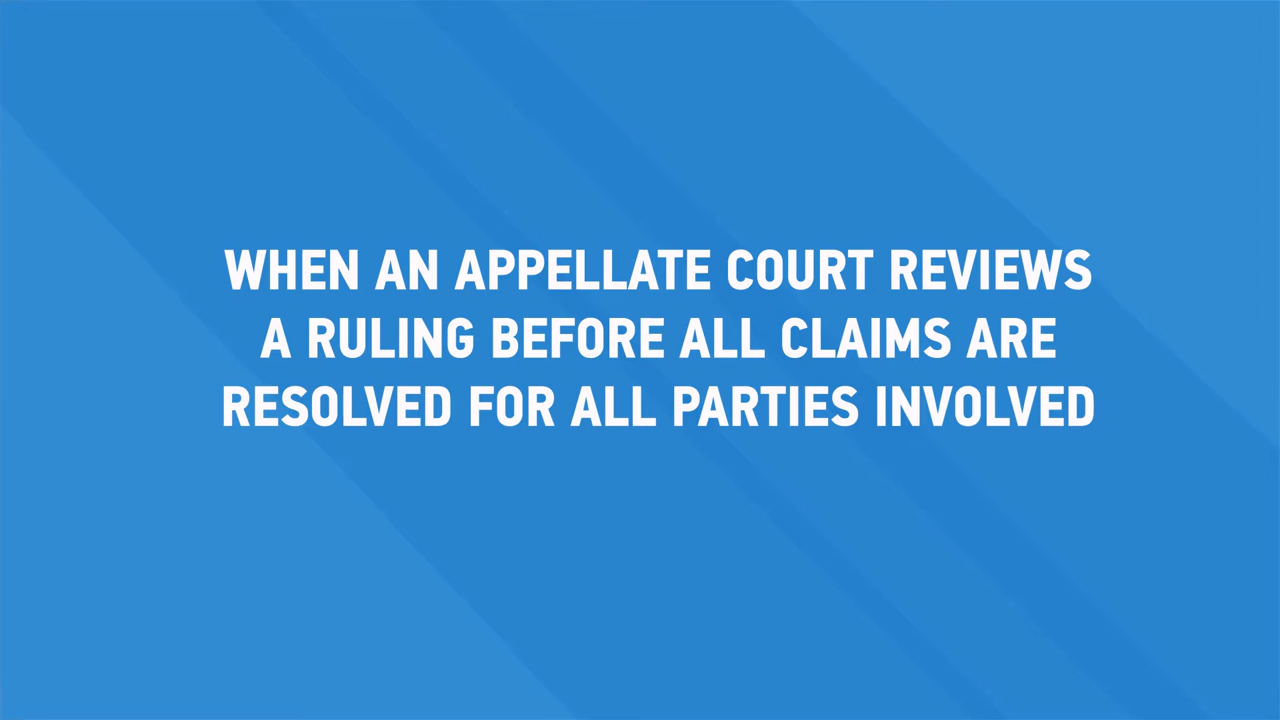 WHEN AN APPELLATE COURT REVIEWS
A RULING BEFORE ALL CLAIMS ARE
RESOLVED FOR ALL PARTIES INVOLVED